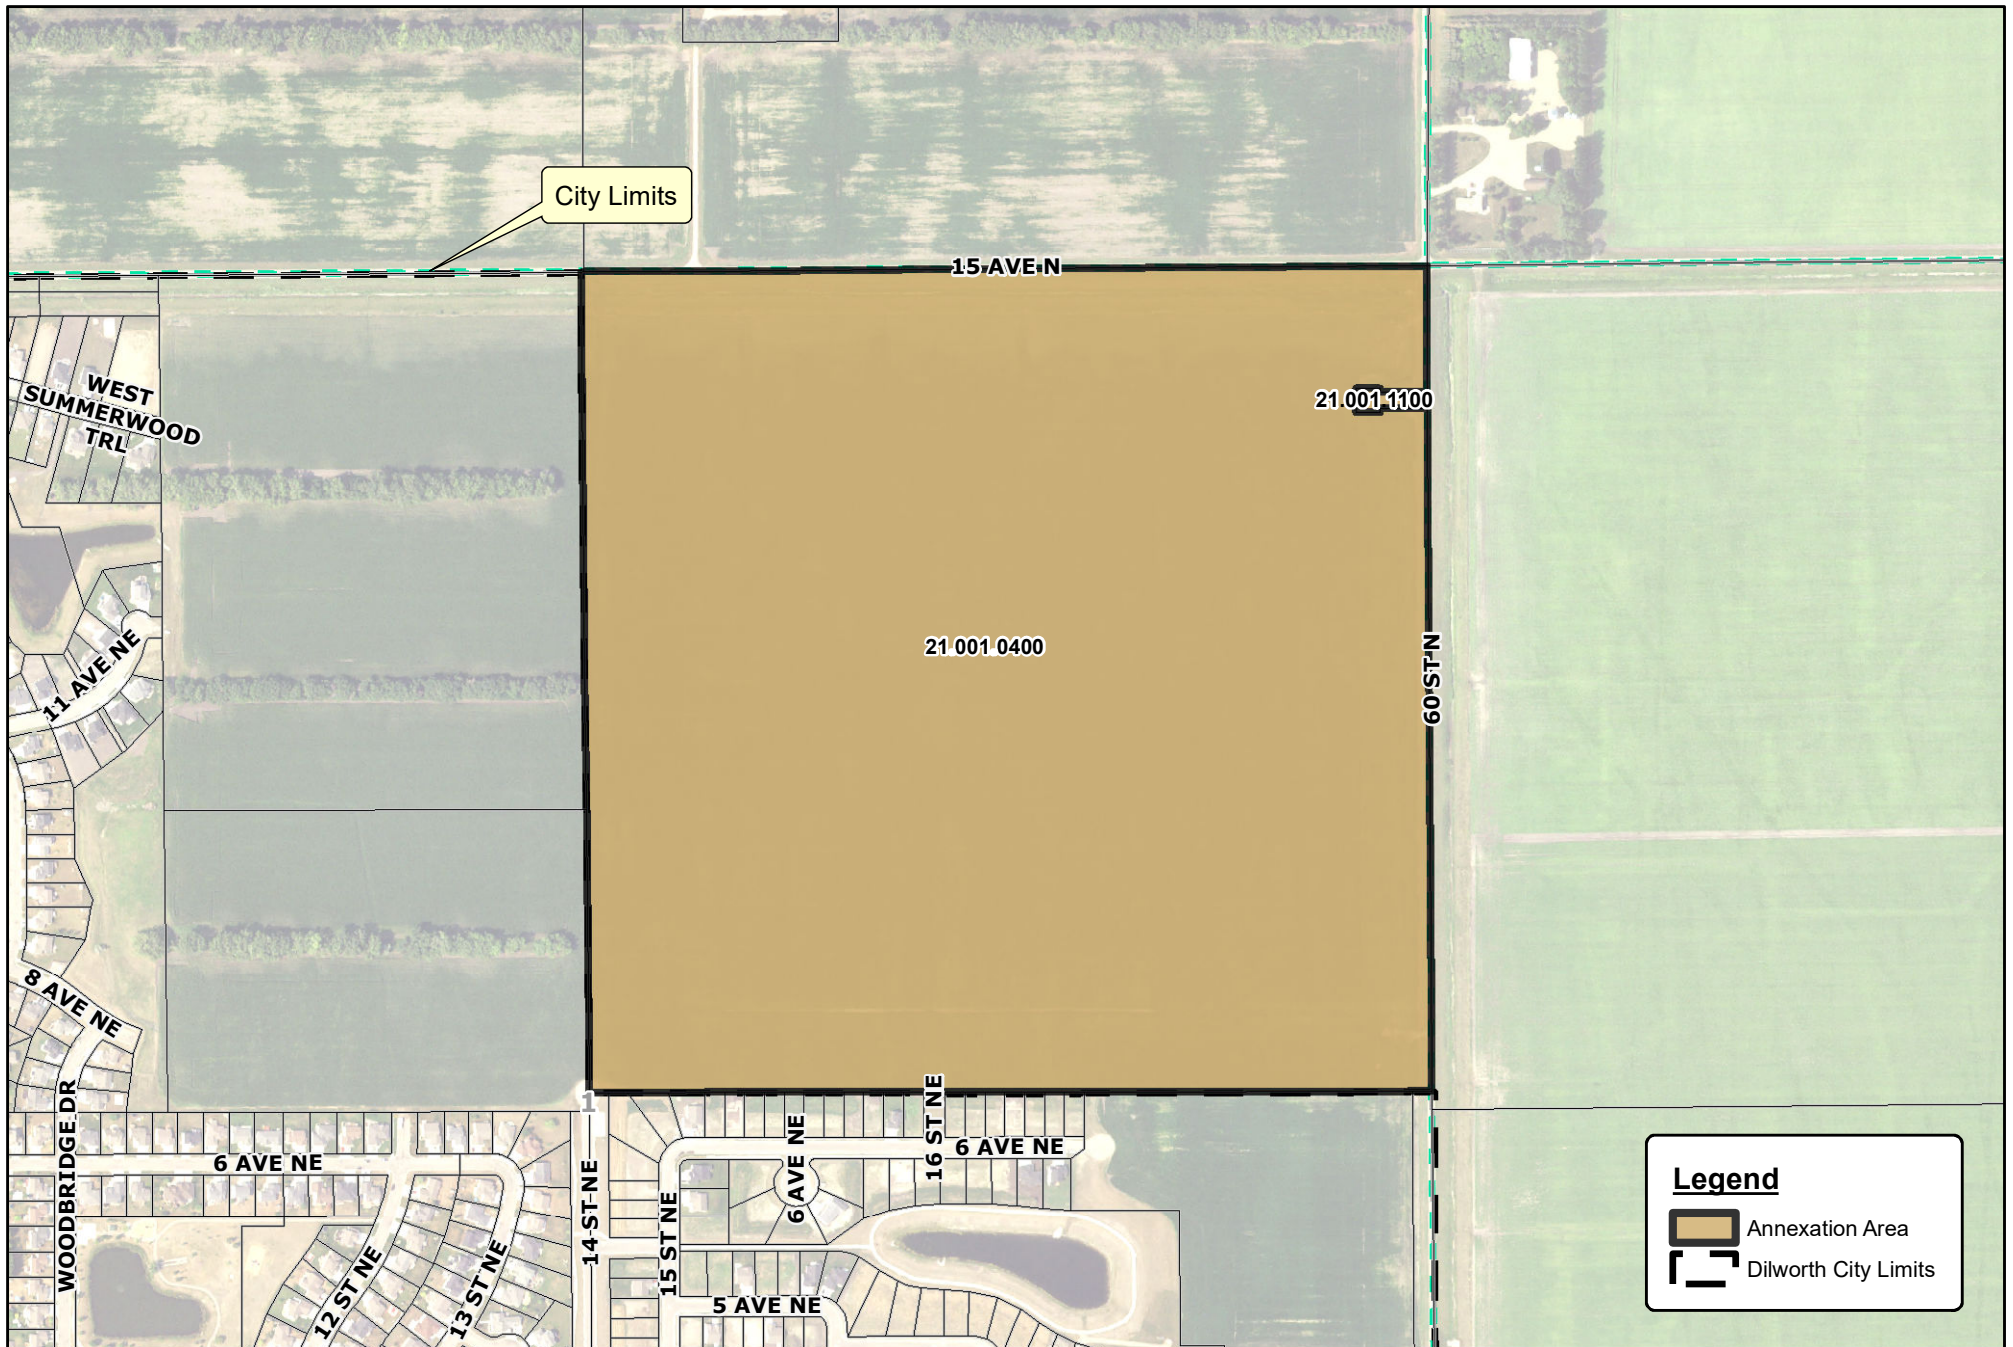 City Limits
15 AVE N
21.001.1100
WEST
SUMMERWOOD
TRL
21.001.0400
60 ST N
11 AVE NE
8 AVE NE
1
WOODBRIDGE DR
6 AVE NE
14 ST NE
15 ST NE
6 AVE NE
16 ST NE
6 AVE NE
12 ST NE
13 ST NE
5 AVE NE
Legend
Annexation Area
Dilworth City Limits